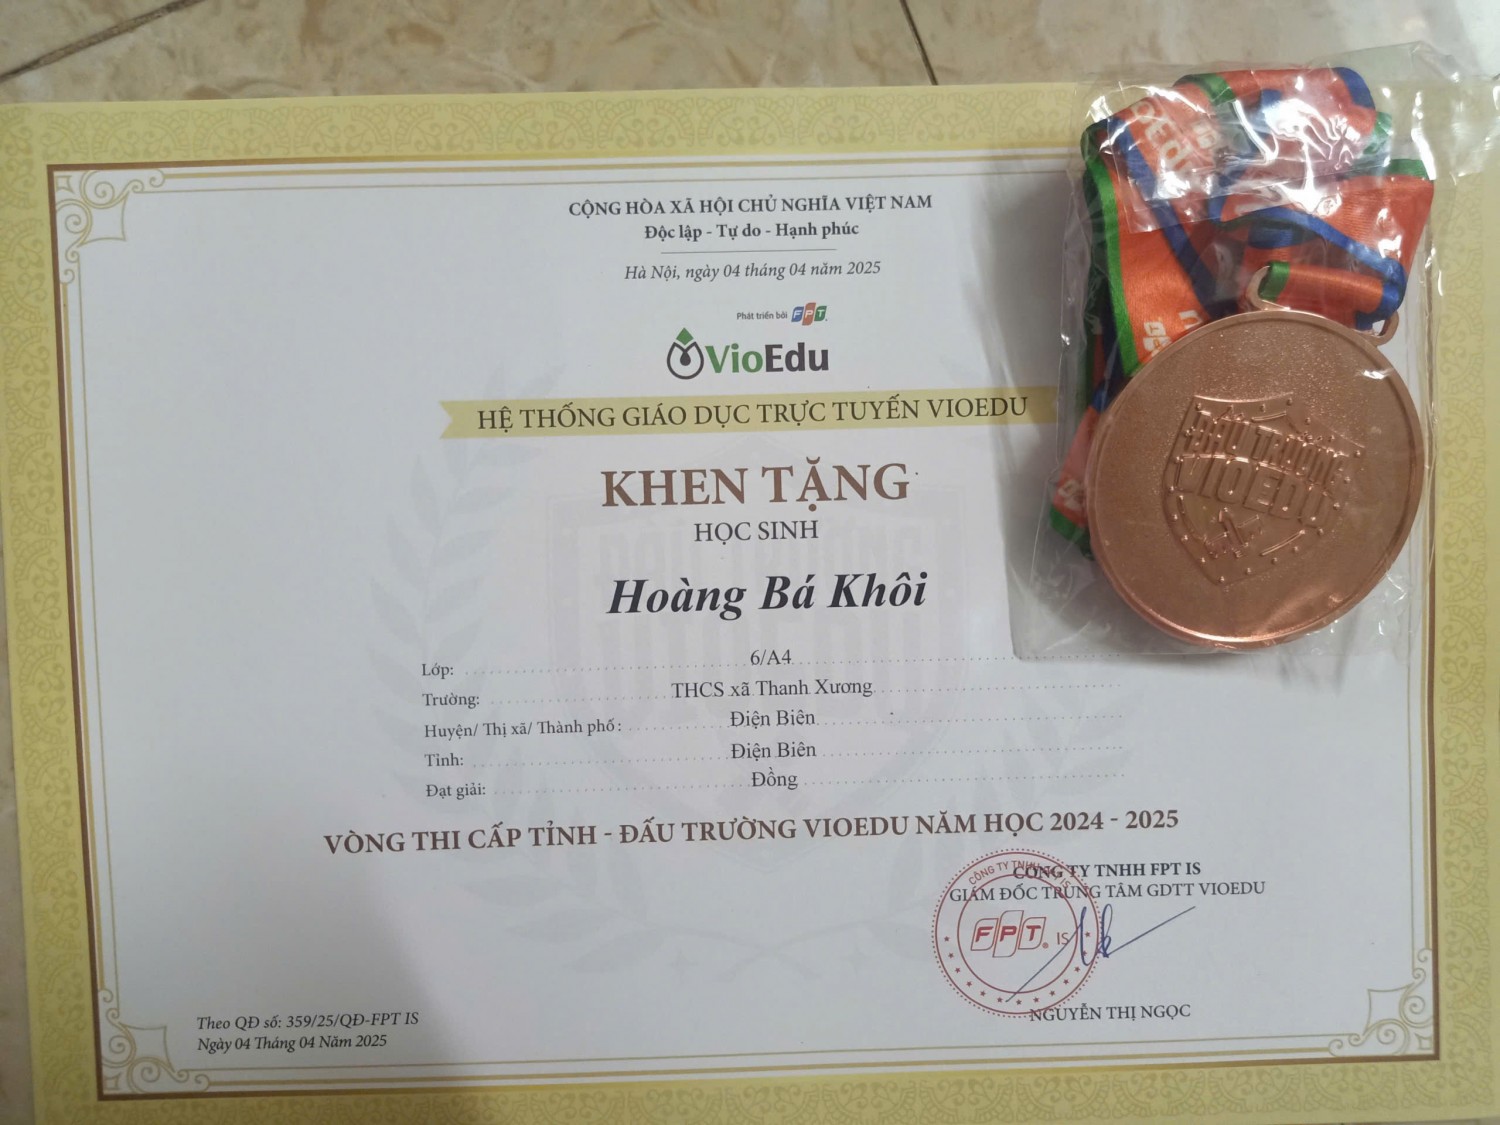 CỘNG HÒA XÃ HỘI CHỦ NGHĨA VIỆT NAM
Độc lập - Tự do - Hạnh phúc
Hà Nội, ngày 04 tháng 04 năm 2025
Phát triển bởi FPT
VioEdu
HỆ THỐNG GIÁO DỤC TRỰC TUYẾN VIOEDU
KHEN TẶNG
HỌC SINH
Hoàng Bá Khôi
Lớp: 6/A4
Trường: THCS xã Thanh Xương
Huyện/ Thị xã/ Thành phố: Điện Biên
Tỉnh: Điện Biên
Đạt giải: Đồng
VÒNG THI CẤP TỈNH - ĐẤU TRƯỜNG VIOEDU NĂM HỌC 2024 - 2025
CÔNG TY TNHH FPT IS
GIÁM ĐỐC TRUNG TÂM GDTT VIOEDU
CÔNG TY TNHH
FPT IS
NGUYỄN THỊ NGỌC
Theo QĐ số: 359/25/QĐ-FPT IS
Ngày 04 Tháng 04 Năm 2025
ĐẤU TRƯỜNG
VIOEDU